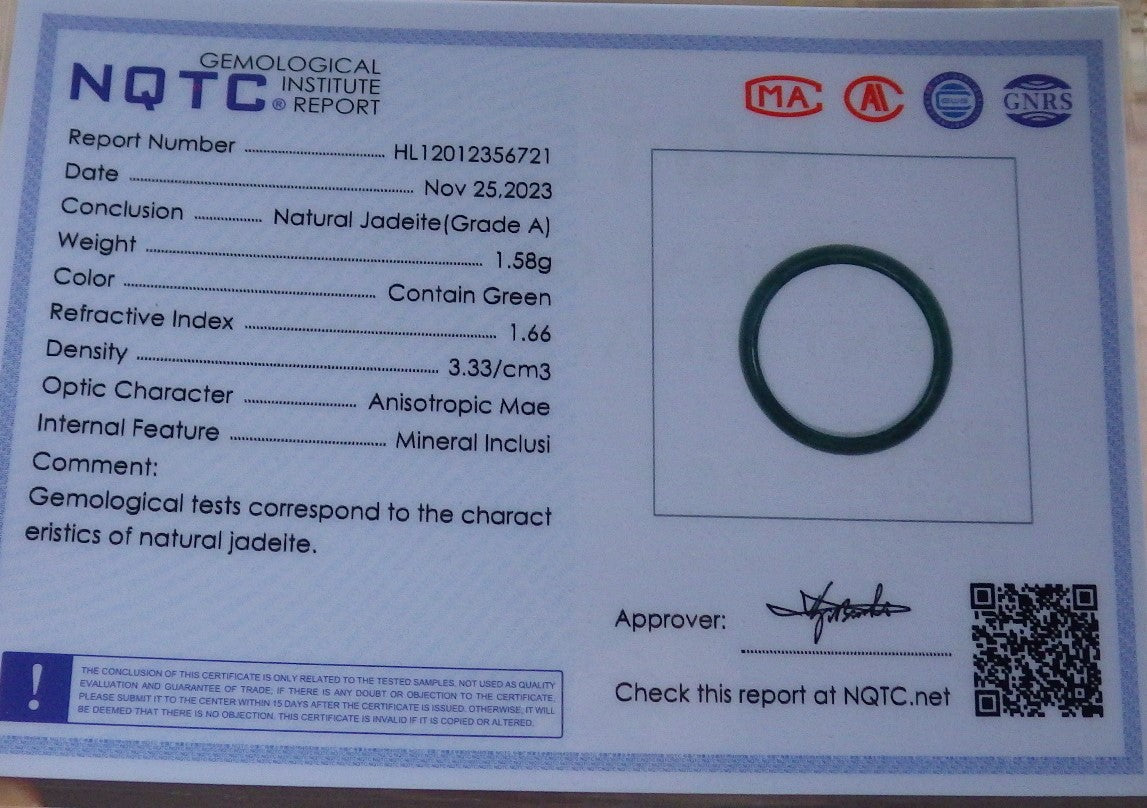 NQTC® GEMOLOGICAL
INSTITUTE
REPORT
MA
GNRS
Report Number ........................ HL12012356721
Date ........................ Nov 25,2023
Conclusion ............ Natural Jadeite(Grade A)
Weight ........................ 1.58g
Color ........................ Contain Green
Refractive Index ........................ 1.66
Density ........................ 3.33/cm3
Optic Character ............ Anisotropic Mae
Internal Feature ............ Mineral Inclusi
Comment:
Gemological tests correspond to the charact
eristics of natural jadeite.
Approver:
Check this report at NQTC.net
!
THE CONCLUSION OF THIS CERTIFICATE IS ONLY RELATED TO THE TESTED SAMPLES, NOT USED AS QUALITY
EVALUATION AND GUARANTEE OF TRADE, IF THERE IS ANY DOUBT OR OBJECTION TO THE CERTIFICATE,
PLEASE SUBMIT IT TO THE CENTER WITHIN 15 DAYS AFTER THE CERTIFICATE IS ISSUED. OTHERWISE, IT WILL
BE DEEMED THAT THERE IS NO OBJECTION. THIS CERTIFICATE IS INVALID IF IT IS COPIED OR ALTERED.